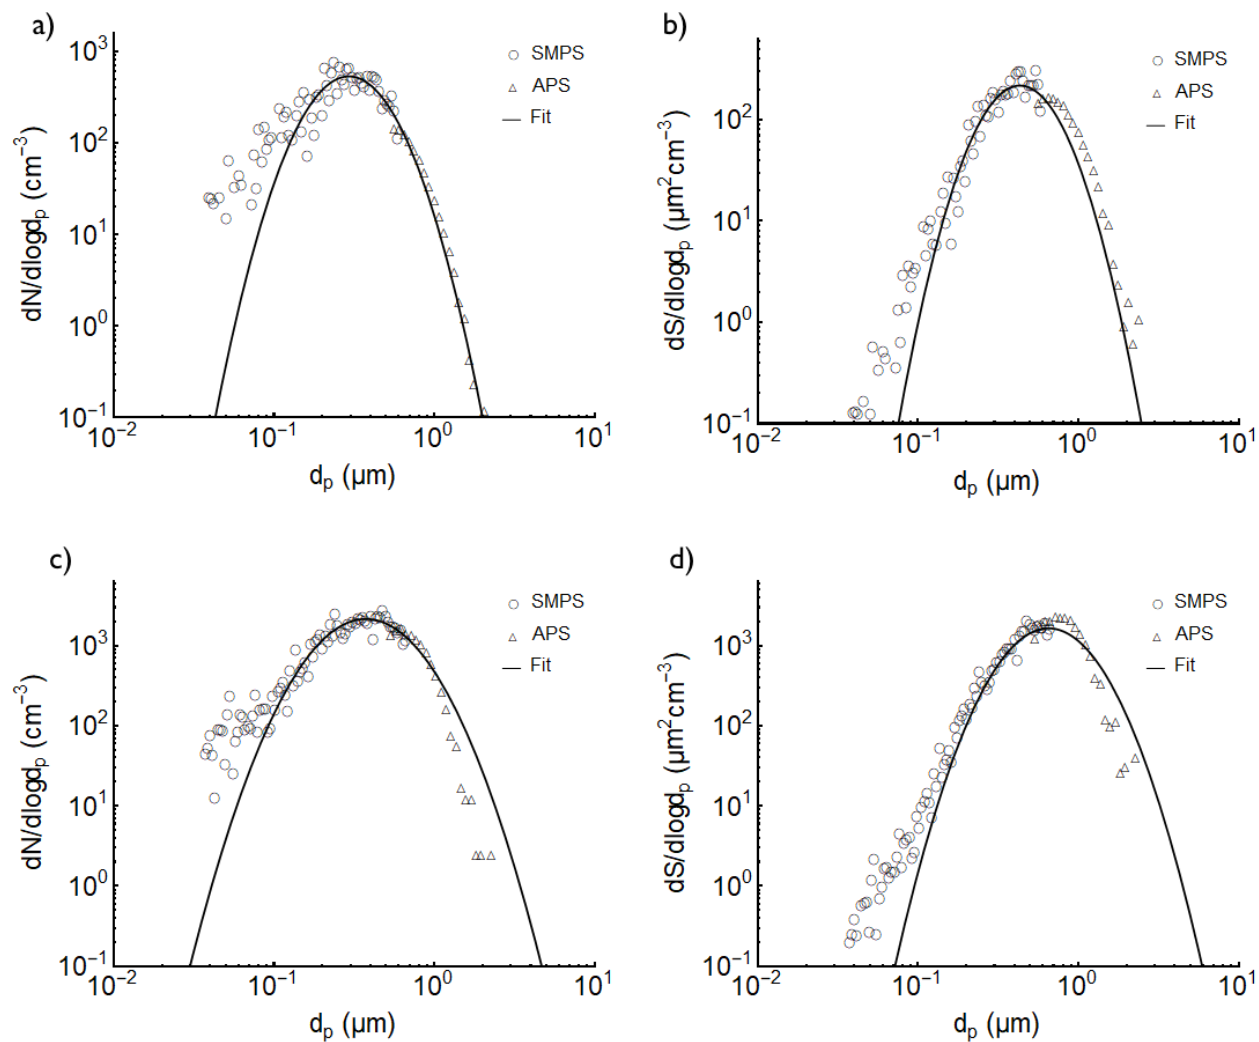 a)
dN/dlogdₚ (cm⁻³)
10³
10²
10¹
10⁰
10⁻¹
10⁻² 10⁻¹ 10⁰ 10¹
dₚ (μm)
SMPS
APS
Fit
b)
dS/dlogdₚ (μm²cm⁻³)
10²
10¹
10⁰
10⁻¹
10⁻² 10⁻¹ 10⁰ 10¹
dₚ (μm)
SMPS
APS
Fit
c)
dN/dlogdₚ (cm⁻³)
10³
10²
10¹
10⁰
10⁻¹
10⁻² 10⁻¹ 10⁰ 10¹
dₚ (μm)
SMPS
APS
Fit
d)
dS/dlogdₚ (μm²cm⁻³)
10³
10²
10¹
10⁰
10⁻¹
10⁻² 10⁻¹ 10⁰ 10¹
dₚ (μm)
SMPS
APS
Fit